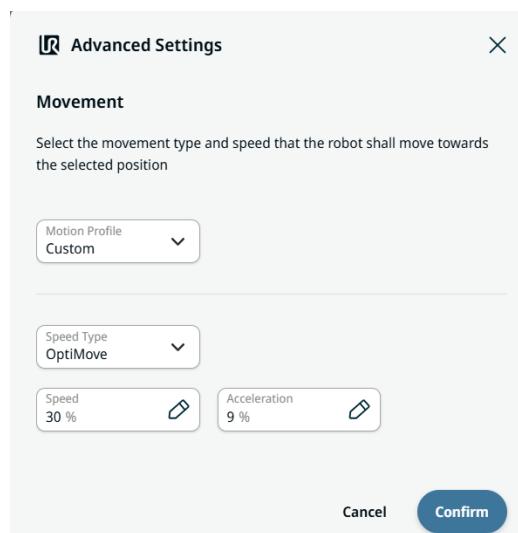 UR Advanced Settings
Movement
Select the movement type and speed that the robot shall move towards
the selected position
Motion Profile
Custom
Speed Type
OptiMove
Speed
30 %
Acceleration
9 %
Cancel
Confirm